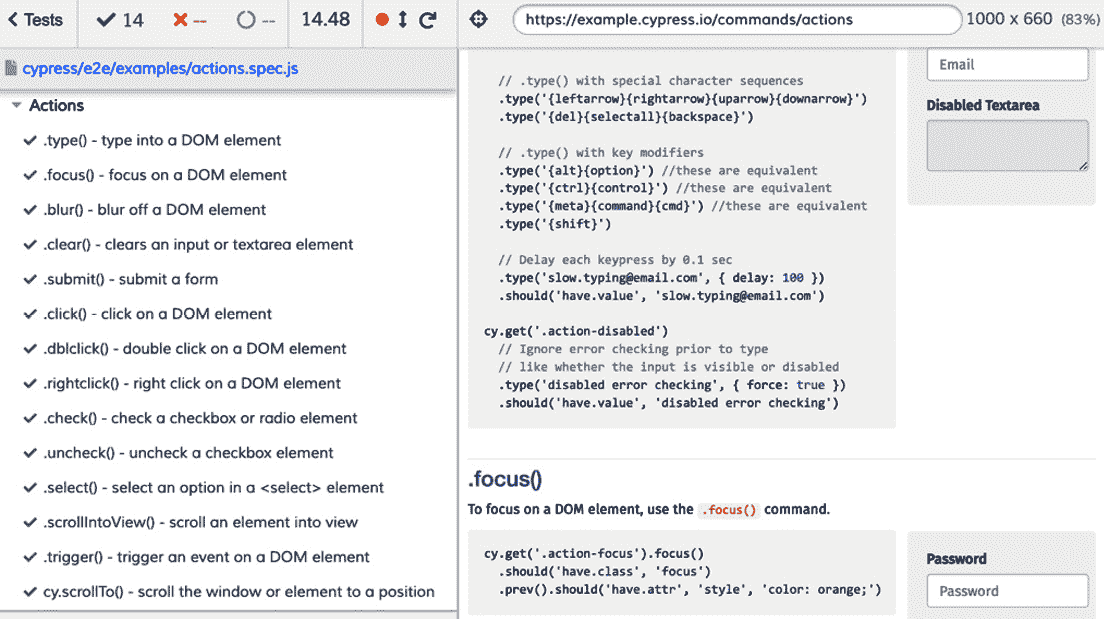 < Tests
14
--
--
14.48
https://example.cypress.io/commands/actions
1000 x 660 (83%)
cypress/e2e/examples/actions.spec.js
Actions
.type() - type into a DOM element
.focus() - focus on a DOM element
.blur() - blur off a DOM element
.clear() - clears an input or textarea element
.submit() - submit a form
.click() - click on a DOM element
.dblclick() - double click on a DOM element
.rightclick() - right click on a DOM element
.check() - check a checkbox or radio element
.uncheck() - uncheck a checkbox element
.select() - select an option in a <select> element
.scrollIntoView() - scroll an element into view
.trigger() - trigger an event on a DOM element
cy.scrollTo() - scroll the window or element to a position
// .type() with special character sequences
.type('{leftarrow}{rightarrow}{uparrow}{downarrow}')
.type('{del}{selectall}{backspace}')
// .type() with key modifiers
.type('{alt}{option}') //these are equivalent
.type('{ctrl}{control}') //these are equivalent
.type('{meta}{command}{cmd}') //these are equivalent
.type('{shift}')
// Delay each keypress by 0.1 sec
.type('slow.typing@email.com', { delay: 100 })
.should('have.value', 'slow.typing@email.com')
cy.get('.action-disabled')
// Ignore error checking prior to type
// like whether the input is visible or disabled
.type('disabled error checking', { force: true })
.should('have.value', 'disabled error checking')
Email
Disabled Textarea
.focus()
To focus on a DOM element, use the .focus() command.
cy.get('.action-focus').focus()
.should('have.class', 'focus')
.prev().should('have.attr', 'style', 'color: orange;')
Password
Password